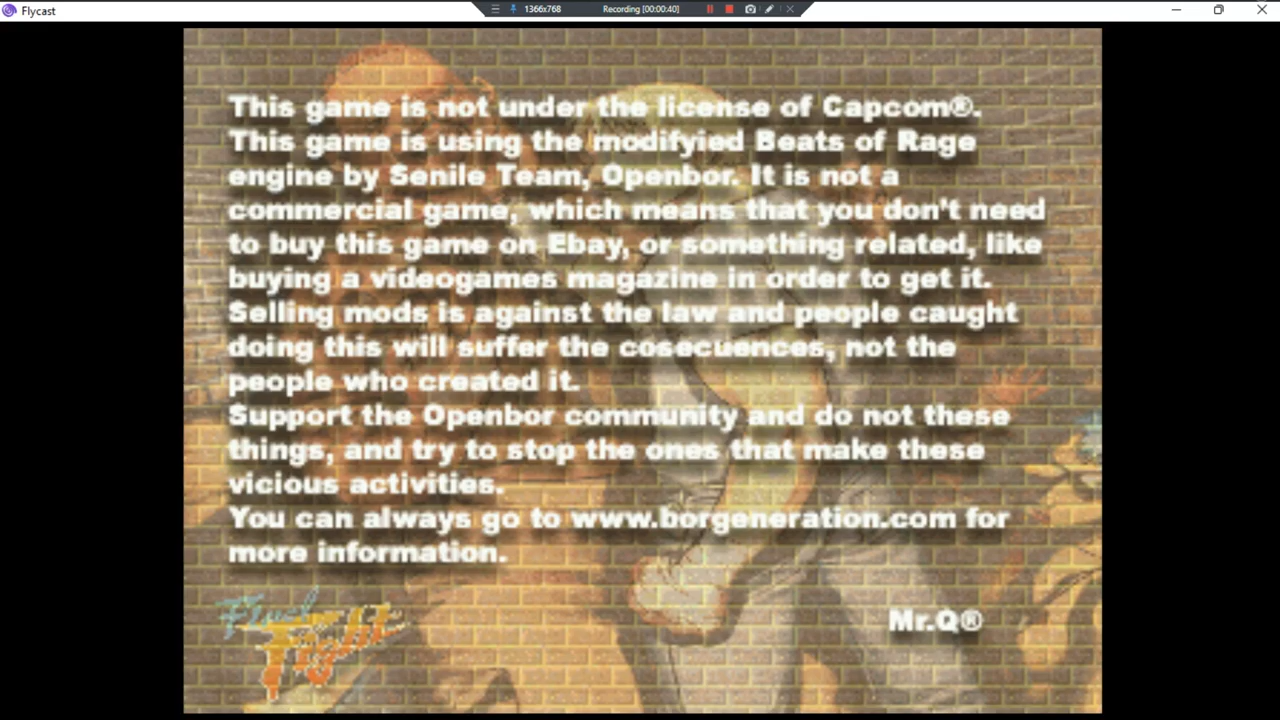 Flycast
1366x768
Recording [00:00:40]
This game is not under the license of Capcom®.
This game is using the modifyied Beats of Rage
engine by Senile Team, Openbor. It is not a
commercial game, which means that you don't need
to buy this game on Ebay, or something related, like
buying a videogames magazine in order to get it.
Selling mods is against the law and people caught
doing this will suffer the cosecuences, not the
people who created it.
Support the Openbor community and do not these
things, and try to stop the ones that make these
vicious activities.
You can always go to www.borgeneration.com for
more information.
Final
Fight
Mr.Q®